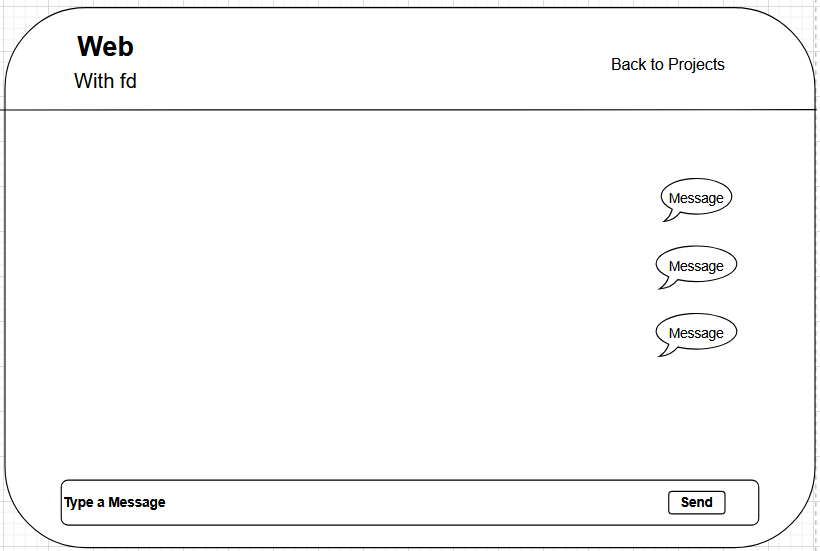 Web
With fd
Back to Projects
Message
Message
Message
Type a Message
Send